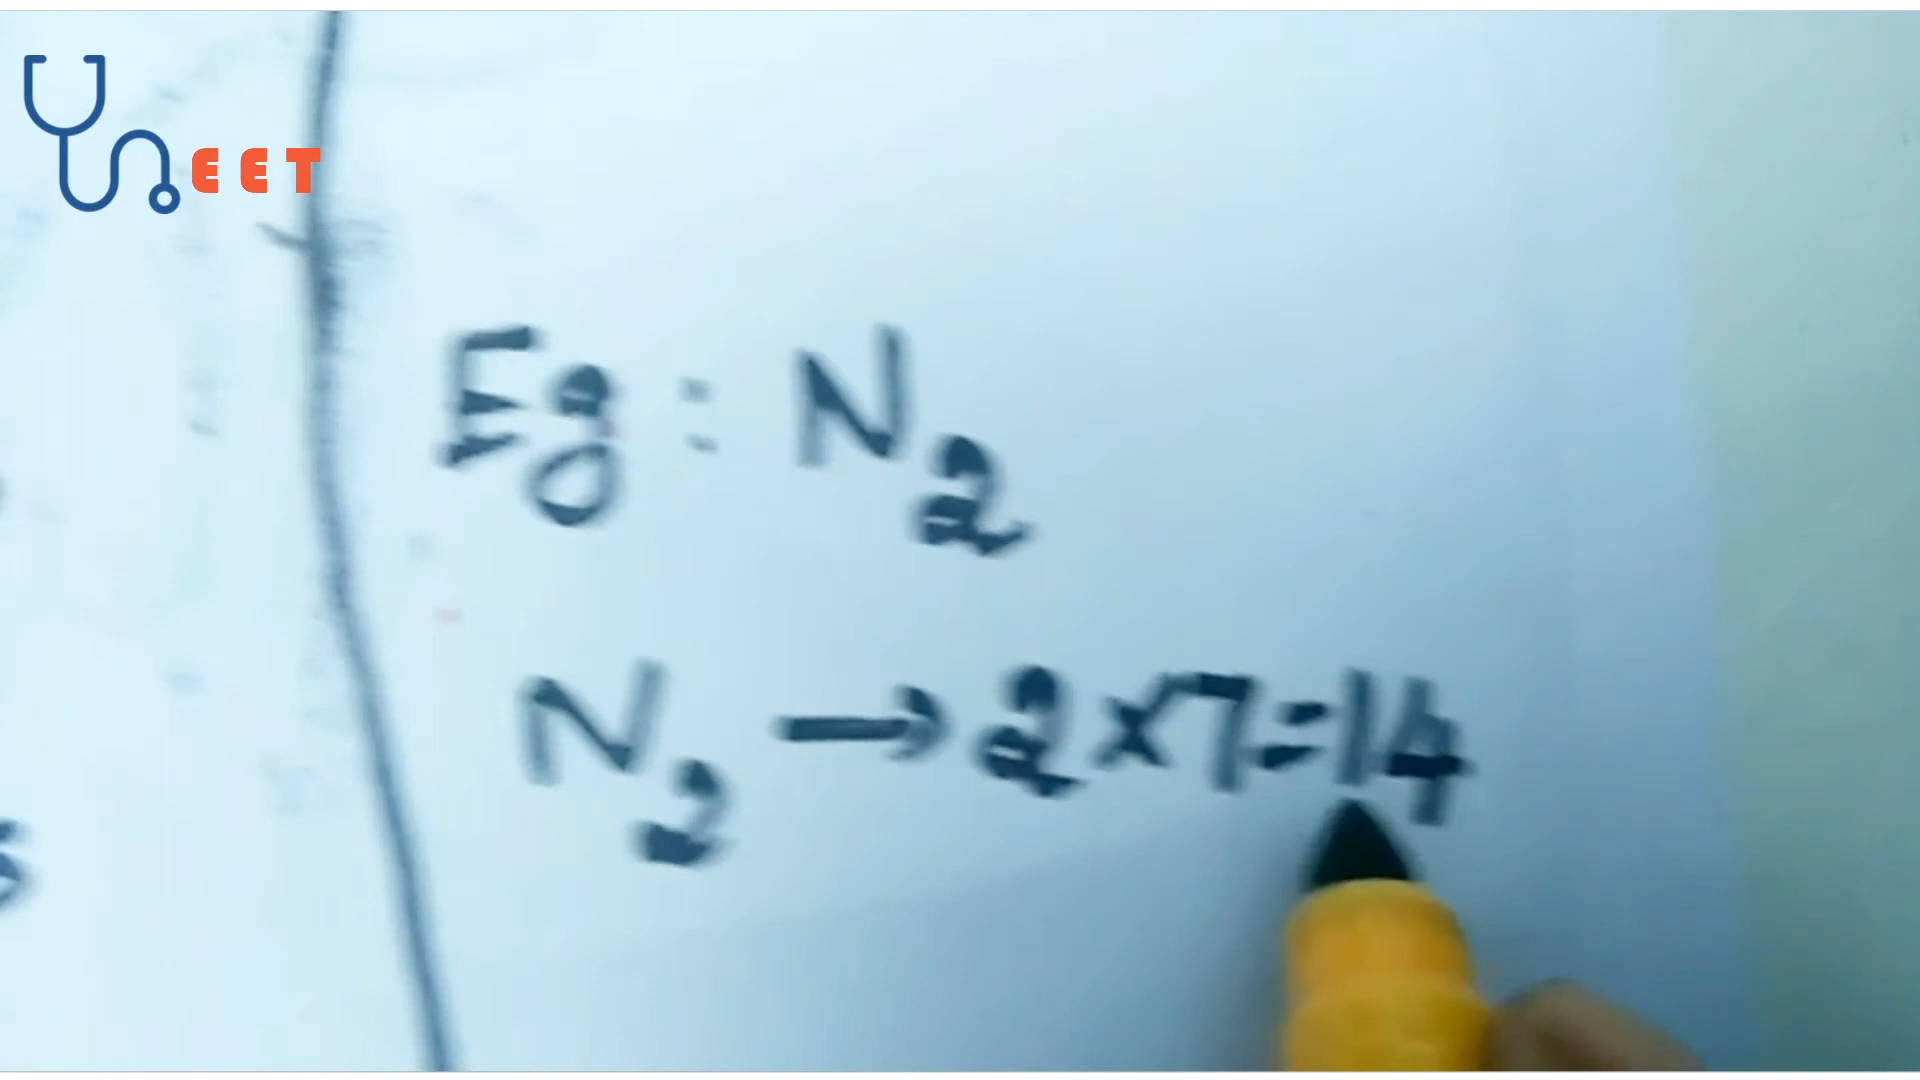 EET
Eg : N₂
N₂ → 2×7=14